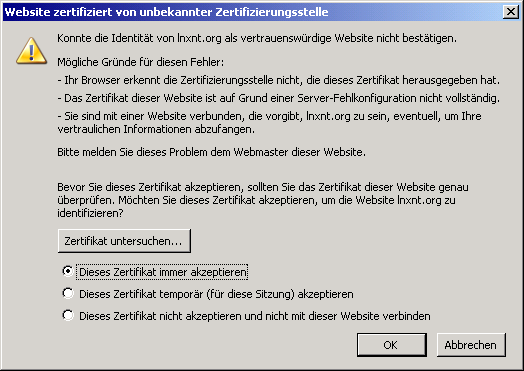 Website zertifiziert von unbekannter Zertifizierungsstelle
Konnte die Identität von lnxnt.org als vertrauenswürdige Website nicht bestätigen.
Mögliche Gründe für diesen Fehler:
- Ihr Browser erkennt die Zertifizierungsstelle nicht, die dieses Zertifikat herausgegeben hat.
- Das Zertifikat dieser Website ist auf Grund einer Server-Fehlkonfiguration nicht vollständig.
- Sie sind mit einer Website verbunden, die vorgibt, lnxnt.org zu sein, eventuell, um Ihre
vertraulichen Informationen abzufangen.
Bitte melden Sie dieses Problem dem Webmaster dieser Website.
Bevor Sie dieses Zertifikat akzeptieren, sollten Sie das Zertifikat dieser Website genau
überprüfen. Möchten Sie dieses Zertifikat akzeptieren, um die Website lnxnt.org zu
identifizieren?
Zertifikat untersuchen...
Dieses Zertifikat immer akzeptieren
Dieses Zertifikat temporär (für diese Sitzung) akzeptieren
Dieses Zertifikat nicht akzeptieren und nicht mit dieser Website verbinden
OK
Abbrechen